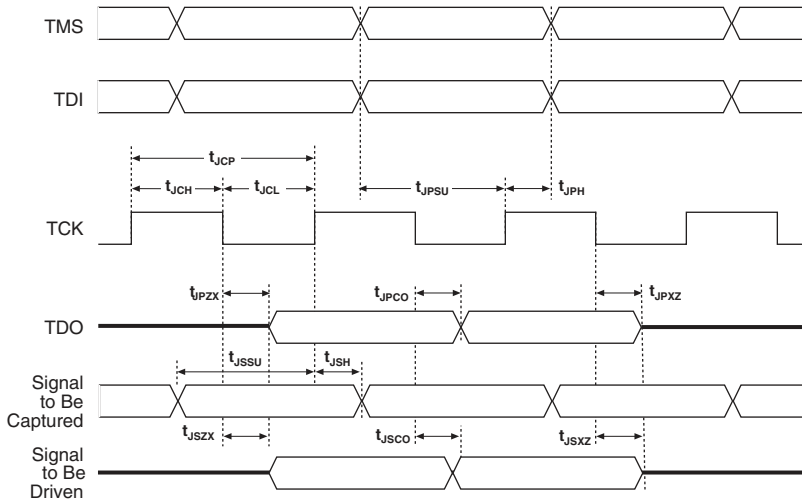 TMS
TDI
tJCP
tJCH
tJCL
tJPSU
tJPH
TCK
tJPZX
tJPCO
tJPXZ
TDO
tJSSU
tJSH
Signal
to Be
Captured
tJSZX
tJSCO
tJSXZ
Signal
to Be
Driven